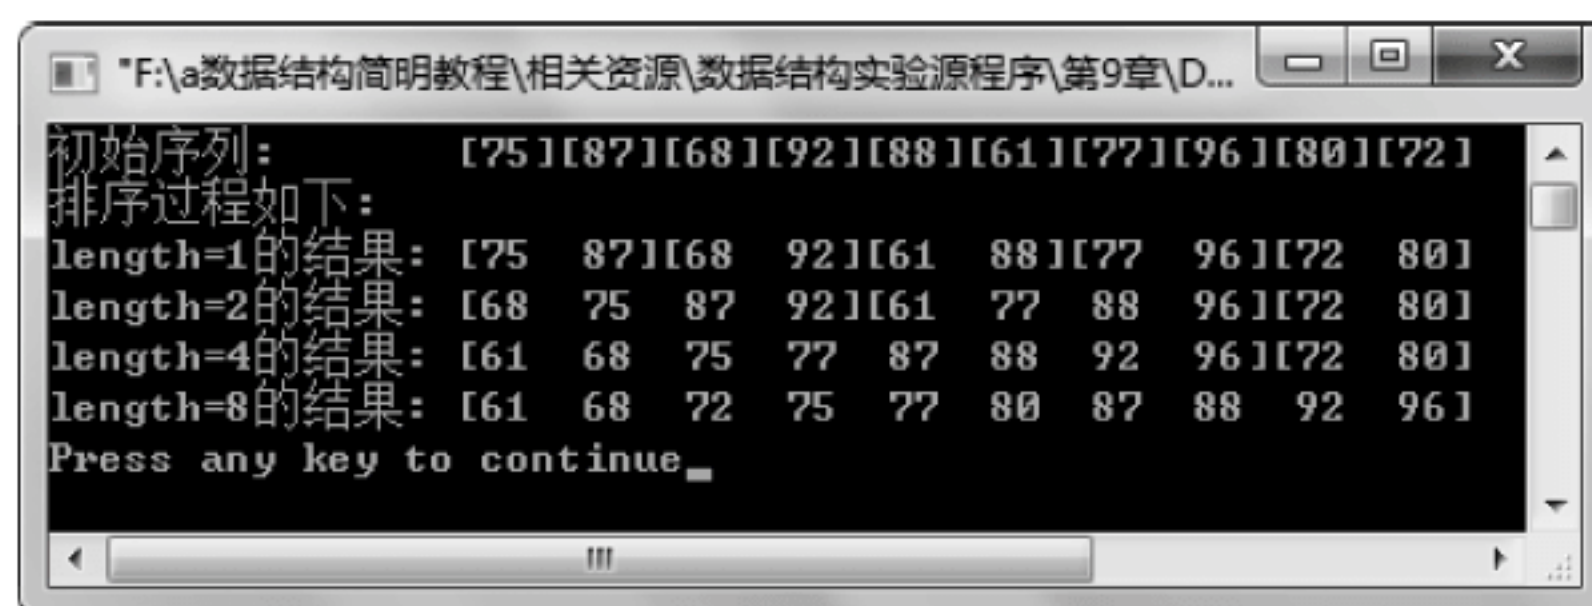 "F:\a数据结构简明教程\相关资源\数据结构实验源程序\第9章\D...
初始序列:        [75][87][68][92][88][61][77][96][80][72]
排序过程如下:
length=1的结果: [75  87][68  92][61  88][77  96][72  80]
length=2的结果: [68  75  87  92][61  77  88  96][72  80]
length=4的结果: [61  68  75  77  87  88  92  96][72  80]
length=8的结果: [61  68  72  75  77  80  87  88  92  96]
Press any key to continue_